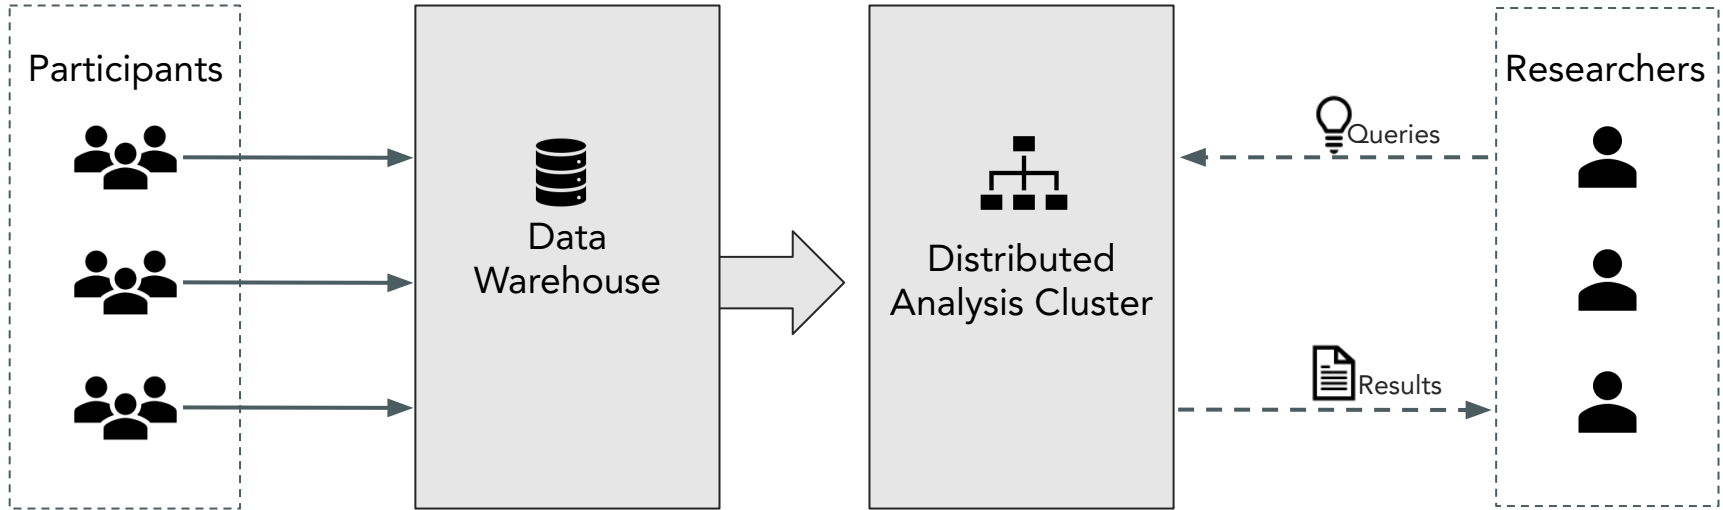 Participants
Data
Warehouse
Distributed
Analysis Cluster
Queries
Results
Researchers